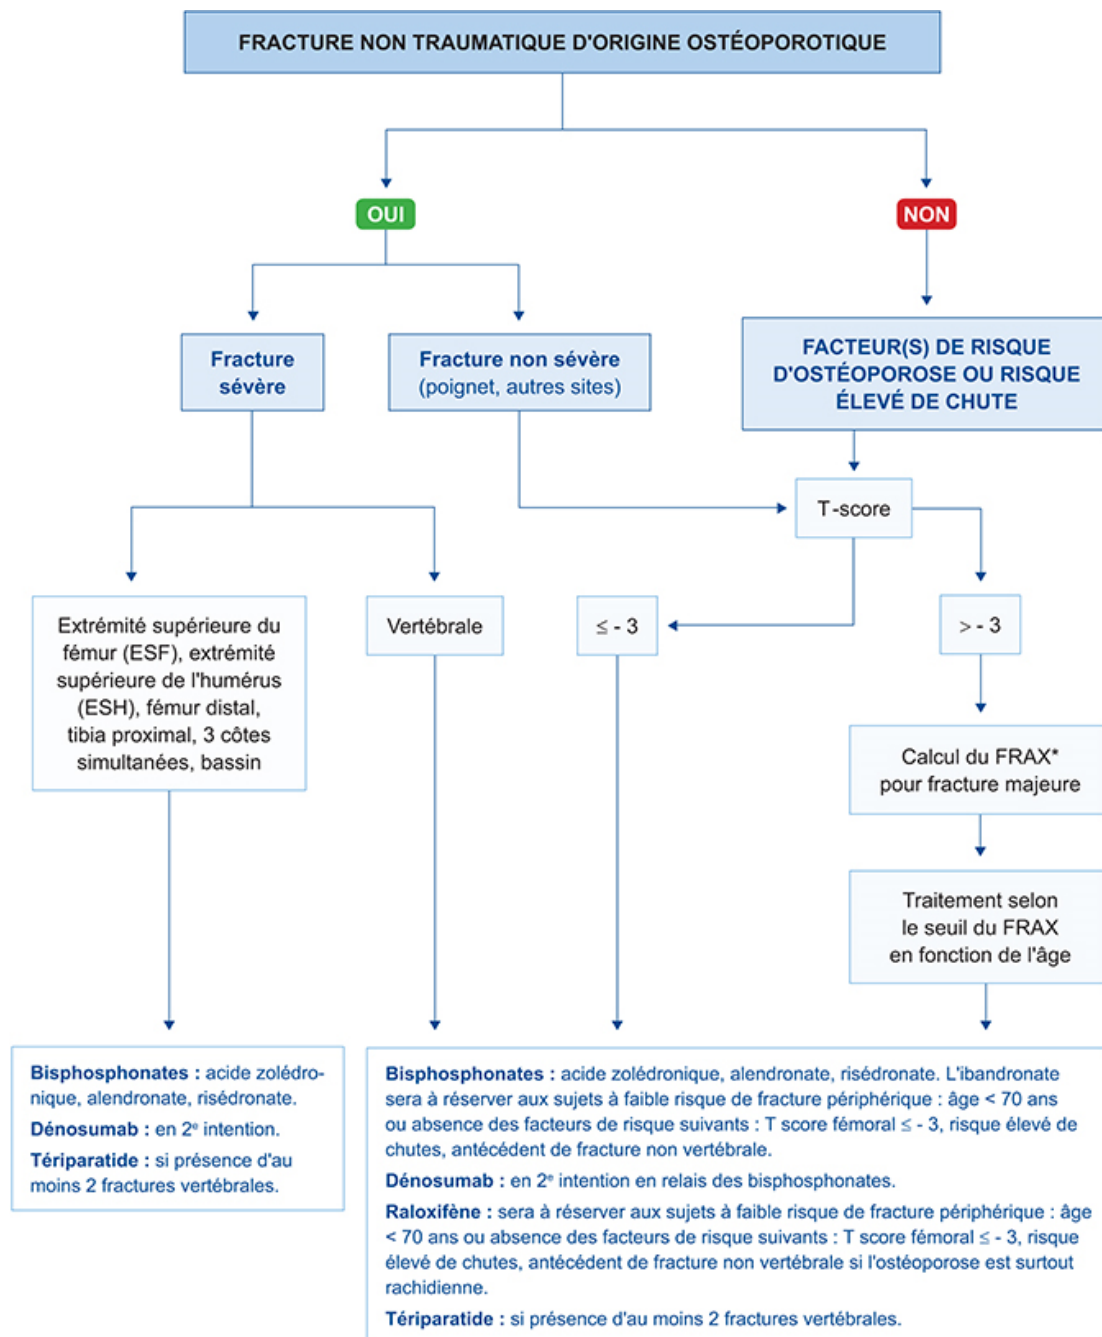 FRACTURE NON TRAUMATIQUE D'ORIGINE OSTÉOPOROTIQUE
OUI
NON
Fracture
sévère
Fracture non sévère
(poignet, autres sites)
FACTEUR(S) DE RISQUE
D'OSTÉOPOROSE OU RISQUE
ÉLEVÉ DE CHUTE
T-score
Extrémité supérieure du
fémur (ESF), extrémité
supérieure de l'humérus
(ESH), fémur distal,
tibia proximal, 3 côtes
simultanées, bassin
Vertébrale
≤ - 3
> - 3
Calcul du FRAX*
pour fracture majeure
Traitement selon
le seuil du FRAX
en fonction de l'âge
Bisphosphonates : acide zolédro-
nique, alendronate, risédronate.
Dénosumab : en 2e intention.
Tériparatide : si présence d'au
moins 2 fractures vertébrales.
Bisphosphonates : acide zolédronique, alendronate, risédronate. L'ibandronate
sera à réserver aux sujets à faible risque de fracture périphérique : âge < 70 ans
ou absence des facteurs de risque suivants : T score fémoral ≤ - 3, risque élevé de
chutes, antécédent de fracture non vertébrale.
Dénosumab : en 2e intention en relais des bisphosphonates.
Raloxifène : sera à réserver aux sujets à faible risque de fracture périphérique : âge
< 70 ans ou absence des facteurs de risque suivants : T score fémoral ≤ - 3, risque
élevé de chutes, antécédent de fracture non vertébrale si l'ostéoporose est surtout
rachidienne.
Tériparatide : si présence d'au moins 2 fractures vertébrales.